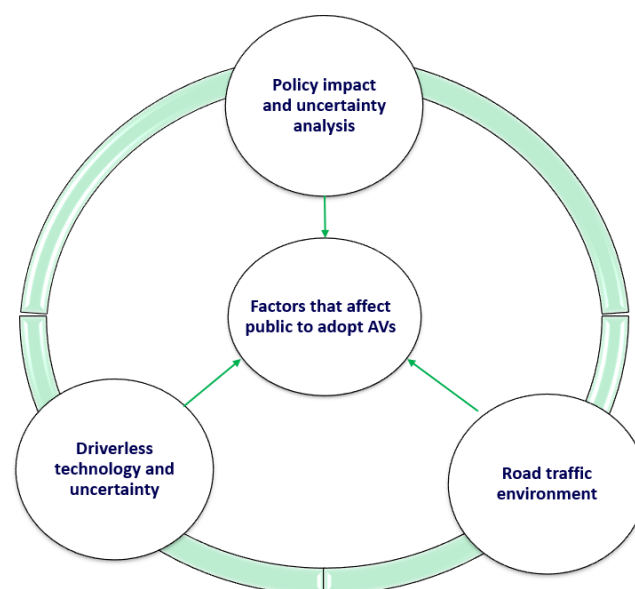 Policy impact
and uncertainty
analysis
Factors that affect
public to adopt AVs
Driverless
technology and
uncertainty
Road traffic
environment